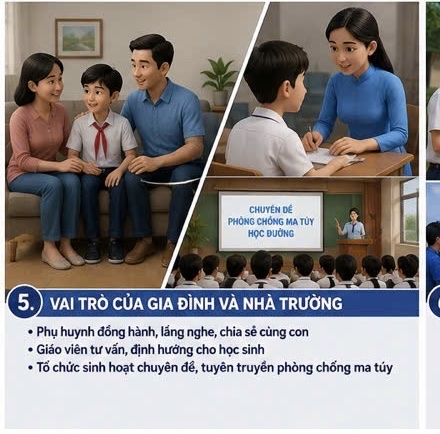 CHUYÊN ĐỀ
PHÒNG CHỐNG MA TÚY
HỌC ĐƯỜNG
5. VAI TRÒ CỦA GIA ĐÌNH VÀ NHÀ TRƯỜNG
• Phụ huynh đồng hành, lắng nghe, chia sẻ cùng con
• Giáo viên tư vấn, định hướng cho học sinh
• Tổ chức sinh hoạt chuyên đề, tuyên truyền phòng chống ma túy